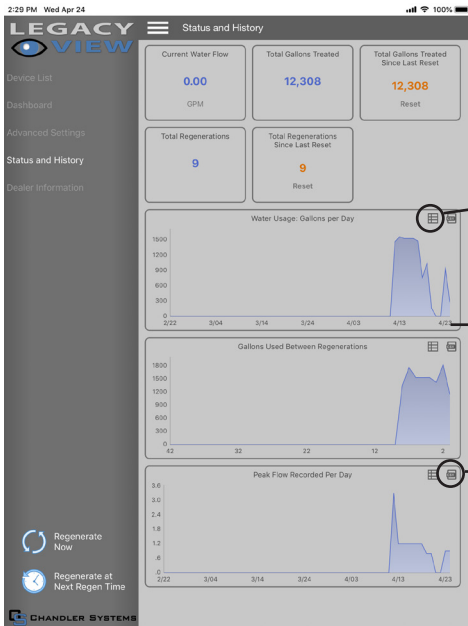 2:29 PM Wed Apr 24
100%
LEGACY
VIEW
Status and History
Device List
Dashboard
Advanced Settings
Status and History
Dealer Information
Current Water Flow
0.00
GPM
Total Gallons Treated
12,308
Total Gallons Treated
Since Last Reset
12,308
Reset
Total Regenerations
9
Total Regenerations
Since Last Reset
9
Reset
Water Usage: Gallons per Day
1500
1200
900
600
300
0
2/22 3/04 3/14 3/24 4/03 4/13 4/23
Gallons Used Between Regenerations
1800
1500
1200
900
600
300
0
42 32 22 12 2
Peak Flow Recorded Per Day
3.6
3.0
2.4
1.8
1.2
.6
.0
2/22 3/04 3/14 3/24 4/03 4/13 4/23
Regenerate
Now
Regenerate at
Next Regen Time
CS CHANDLER SYSTEMS